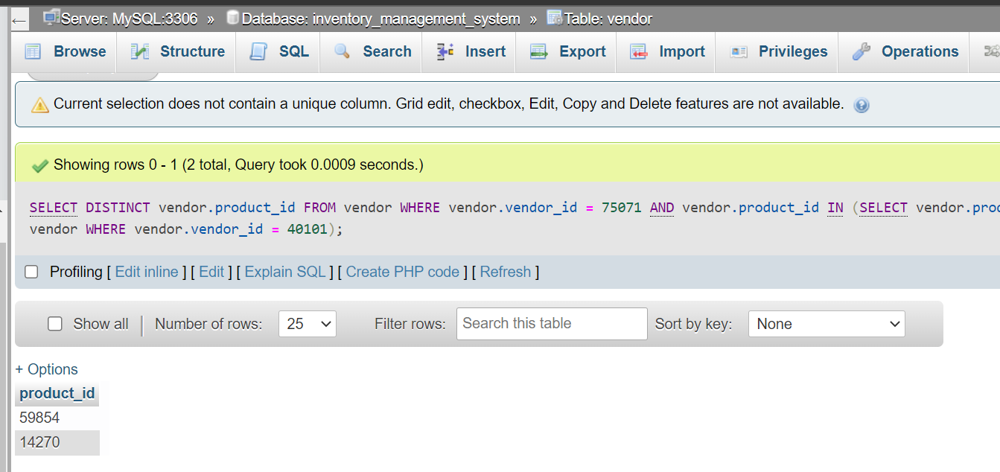 Server: MySQL:3306 » Database: inventory_management_system » Table: vendor
Browse Structure SQL Search Insert Export Import Privileges Operations
Current selection does not contain a unique column. Grid edit, checkbox, Edit, Copy and Delete features are not available.
Showing rows 0 - 1 (2 total, Query took 0.0009 seconds.)
SELECT DISTINCT vendor.product_id FROM vendor WHERE vendor.vendor_id = 75071 AND vendor.product_id IN (SELECT vendor.pro
vendor WHERE vendor.vendor_id = 40101);
Profiling [ Edit inline ] [ Edit ] [ Explain SQL ] [ Create PHP code ] [ Refresh ]
Show all Number of rows: 25 Filter rows: Search this table Sort by key: None
+ Options
product_id
59854
14270